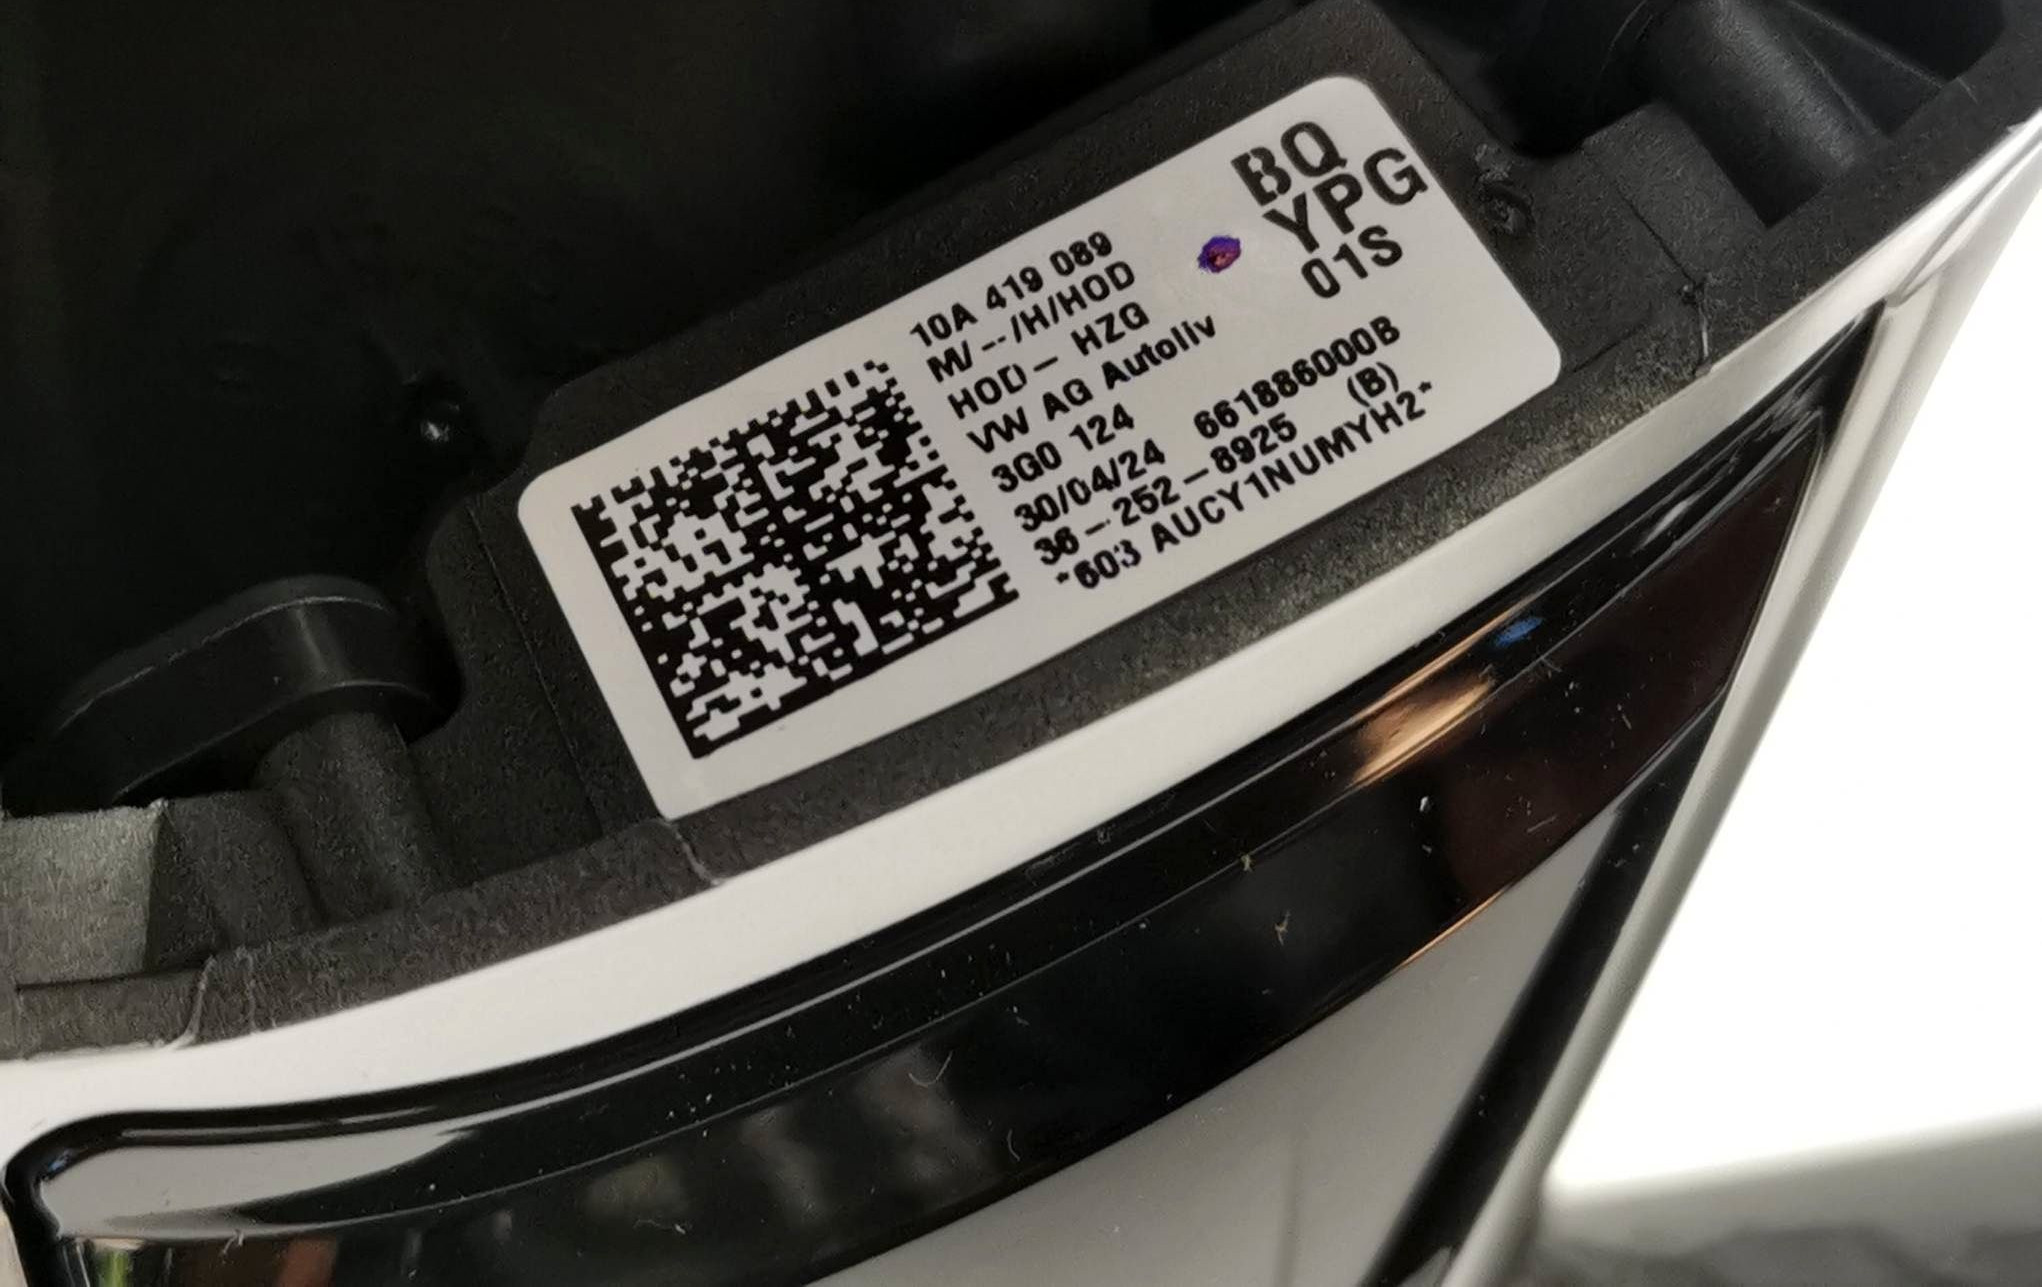 BQ
YPG
01S
10A 419 089
M/--/H/HOD
HOD- HZG
VW AG Autoliv
3G0 124
30/04/24 661886000B
36-252-8925 (B)
*603 AUCY1NUMYH2*